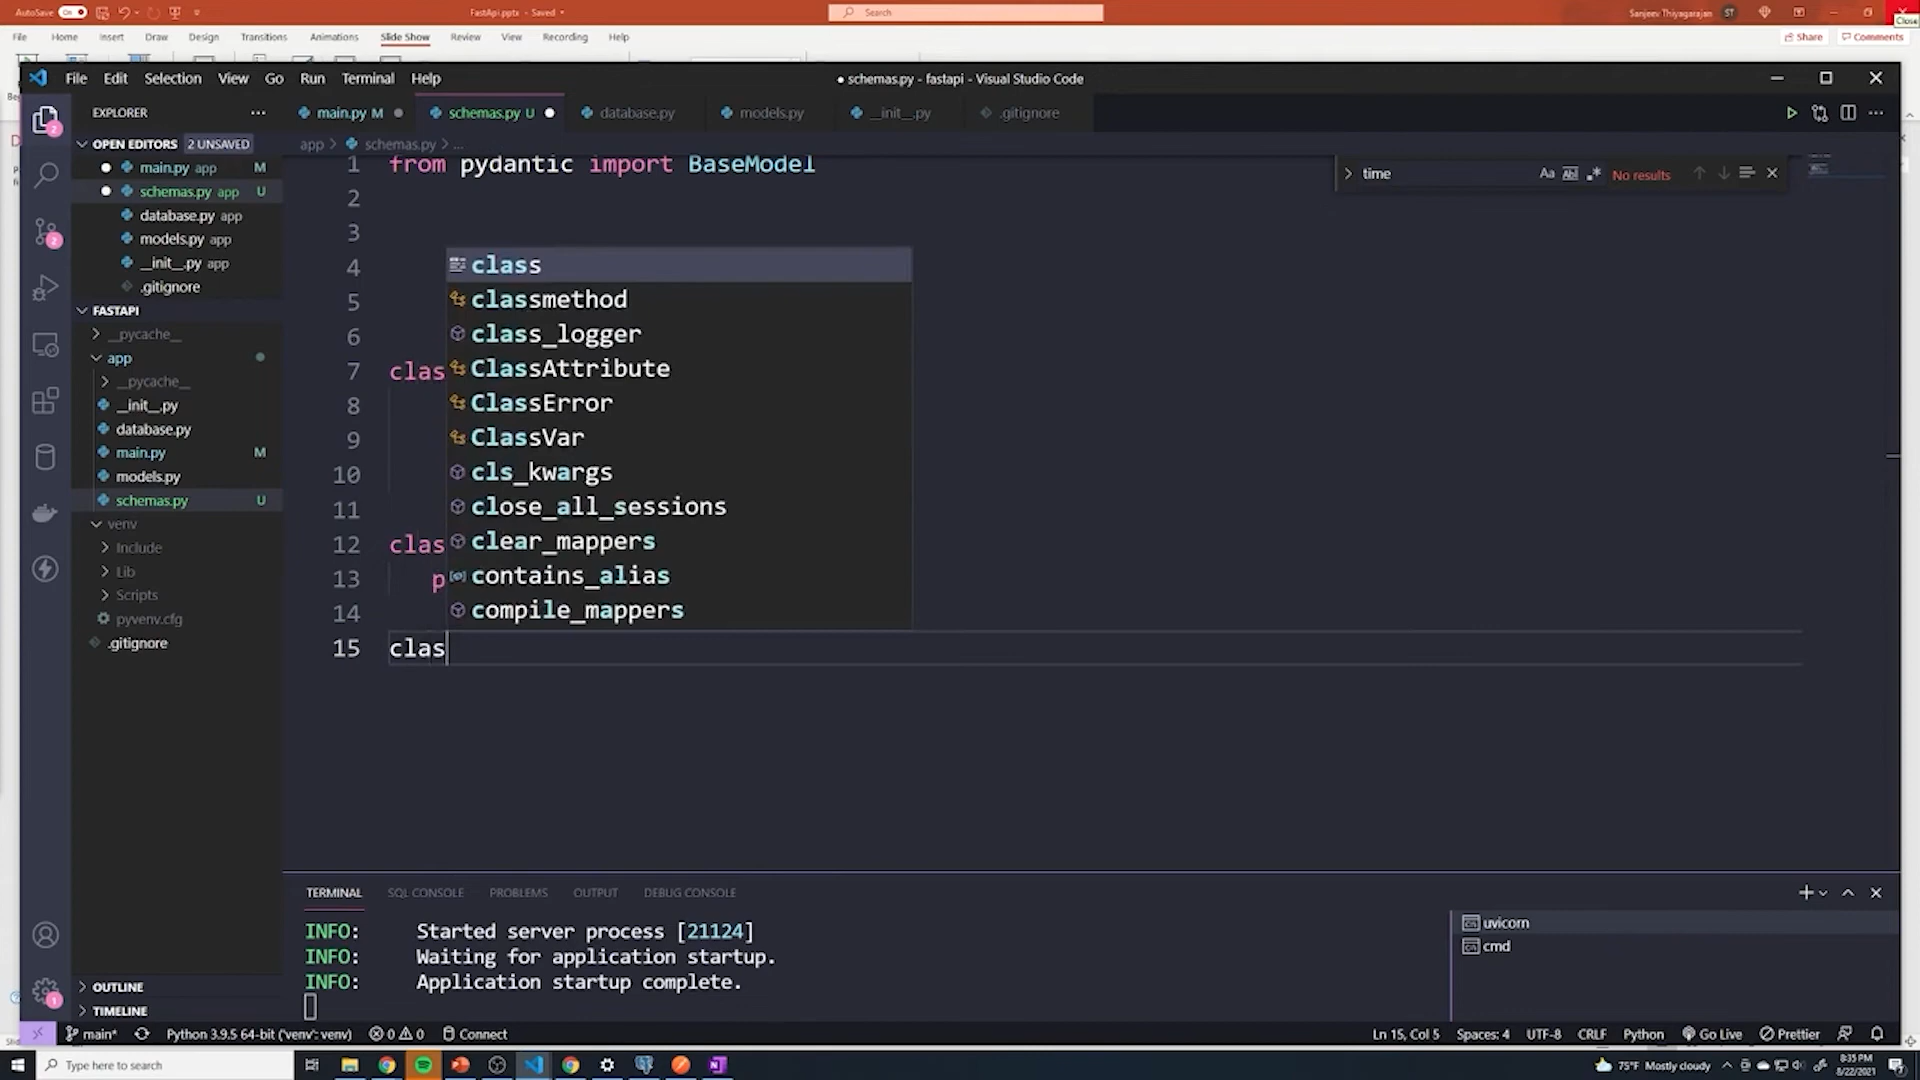 AutoSave On FastApi.pptx - Saved Search Sanjeev Thiyagarajan ST
Close
File Home Insert Draw Design Transitions Animations Slide Show Review View Recording Help Share Comments
File Edit Selection View Go Run Terminal Help
● schemas.py - fastapi - Visual Studio Code
EXPLORER
main.py M
schemas.py U
database.py
models.py
__init__.py
.gitignore
OPEN EDITORS 2 UNSAVED
app > schemas.py > ...
main.py app M
schemas.py app U
database.py app
models.py app
__init__.py app
.gitignore
FASTAPI
__pycache__
app
__pycache__
__init__.py
database.py
main.py M
models.py
schemas.py U
venv
Include
Lib
Scripts
pyvenv.cfg
.gitignore
OUTLINE
TIMELINE
time Aa Abl .* No results
1 from pydantic import BaseModel
2
3
4
5
6
7 clas
8
9
10
11
12 clas
13 p
14
15 clas
class
classmethod
class_logger
ClassAttribute
ClassError
ClassVar
cls_kwargs
close_all_sessions
clear_mappers
contains_alias
compile_mappers
TERMINAL SQL CONSOLE PROBLEMS OUTPUT DEBUG CONSOLE
INFO: Started server process [21124]
INFO: Waiting for application startup.
INFO: Application startup complete.
uvicorn
cmd
main* Python 3.9.5 64-bit ('venv': venv) 0 0 Connect
Ln 15, Col 5 Spaces: 4 UTF-8 CRLF Python Go Live Prettier
Type here to search
75°F Mostly cloudy
8:35 PM
8/22/2021